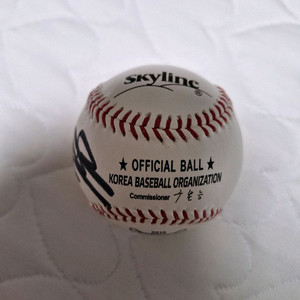 skyline
®
★ OFFICIAL BALL ★
KOREA BASEBALL ORGANIZATION
Commissioner